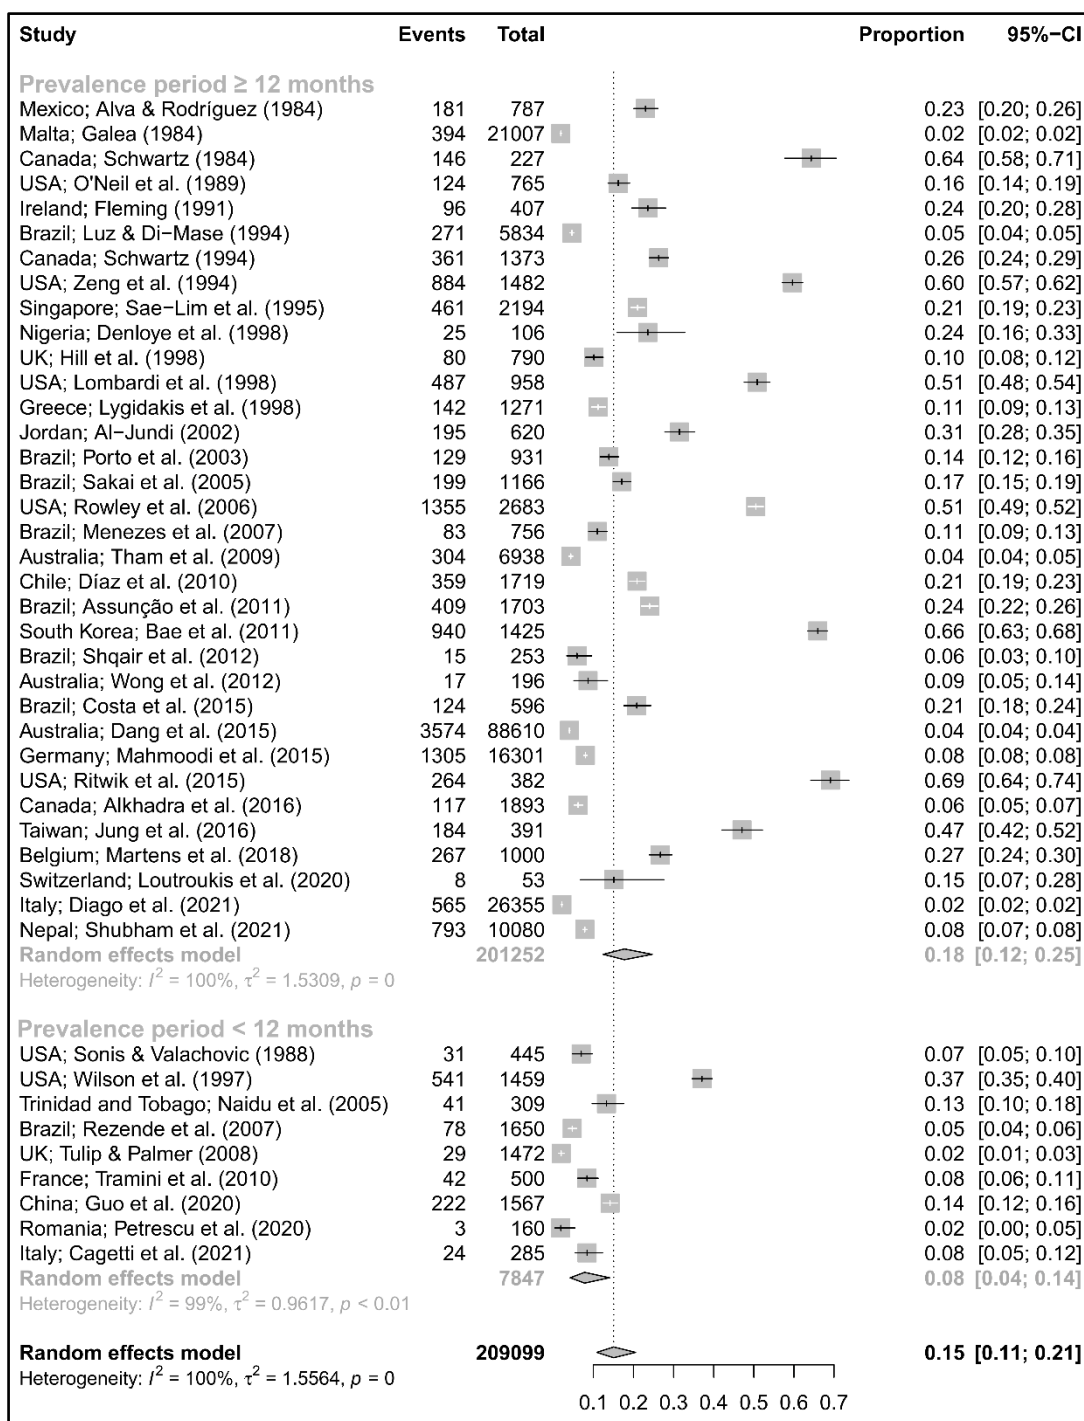 Study Events Total Proportion 95%−CI
Prevalence period ≥ 12 months
Mexico; Alva & Rodríguez (1984) 181 787 0.23 [0.20; 0.26]
Malta; Galea (1984) 394 21007 0.02 [0.02; 0.02]
Canada; Schwartz (1984) 146 227 0.64 [0.58; 0.71]
USA; O'Neil et al. (1989) 124 765 0.16 [0.14; 0.19]
Ireland; Fleming (1991) 96 407 0.24 [0.20; 0.28]
Brazil; Luz & Di−Mase (1994) 271 5834 0.05 [0.04; 0.05]
Canada; Schwartz (1994) 361 1373 0.26 [0.24; 0.29]
USA; Zeng et al. (1994) 884 1482 0.60 [0.57; 0.62]
Singapore; Sae−Lim et al. (1995) 461 2194 0.21 [0.19; 0.23]
Nigeria; Denloye et al. (1998) 25 106 0.24 [0.16; 0.33]
UK; Hill et al. (1998) 80 790 0.10 [0.08; 0.12]
USA; Lombardi et al. (1998) 487 958 0.51 [0.48; 0.54]
Greece; Lygidakis et al. (1998) 142 1271 0.11 [0.09; 0.13]
Jordan; Al−Jundi (2002) 195 620 0.31 [0.28; 0.35]
Brazil; Porto et al. (2003) 129 931 0.14 [0.12; 0.16]
Brazil; Sakai et al. (2005) 199 1166 0.17 [0.15; 0.19]
USA; Rowley et al. (2006) 1355 2683 0.51 [0.49; 0.52]
Brazil; Menezes et al. (2007) 83 756 0.11 [0.09; 0.13]
Australia; Tham et al. (2009) 304 6938 0.04 [0.04; 0.05]
Chile; Díaz et al. (2010) 359 1719 0.21 [0.19; 0.23]
Brazil; Assunção et al. (2011) 409 1703 0.24 [0.22; 0.26]
South Korea; Bae et al. (2011) 940 1425 0.66 [0.63; 0.68]
Brazil; Shqair et al. (2012) 15 253 0.06 [0.03; 0.10]
Australia; Wong et al. (2012) 17 196 0.09 [0.05; 0.14]
Brazil; Costa et al. (2015) 124 596 0.21 [0.18; 0.24]
Australia; Dang et al. (2015) 3574 88610 0.04 [0.04; 0.04]
Germany; Mahmoodi et al. (2015) 1305 16301 0.08 [0.08; 0.08]
USA; Ritwik et al. (2015) 264 382 0.69 [0.64; 0.74]
Canada; Alkhadra et al. (2016) 117 1893 0.06 [0.05; 0.07]
Taiwan; Jung et al. (2016) 184 391 0.47 [0.42; 0.52]
Belgium; Martens et al. (2018) 267 1000 0.27 [0.24; 0.30]
Switzerland; Loutroukis et al. (2020) 8 53 0.15 [0.07; 0.28]
Italy; Diago et al. (2021) 565 26355 0.02 [0.02; 0.02]
Nepal; Shubham et al. (2021) 793 10080 0.08 [0.07; 0.08]
Random effects model 201252 0.18 [0.12; 0.25]
Heterogeneity: I² = 100%, τ² = 1.5309, p = 0
Prevalence period < 12 months
USA; Sonis & Valachovic (1988) 31 445 0.07 [0.05; 0.10]
USA; Wilson et al. (1997) 541 1459 0.37 [0.35; 0.40]
Trinidad and Tobago; Naidu et al. (2005) 41 309 0.13 [0.10; 0.18]
Brazil; Rezende et al. (2007) 78 1650 0.05 [0.04; 0.06]
UK; Tulip & Palmer (2008) 29 1472 0.02 [0.01; 0.03]
France; Tramini et al. (2010) 42 500 0.08 [0.06; 0.11]
China; Guo et al. (2020) 222 1567 0.14 [0.12; 0.16]
Romania; Petrescu et al. (2020) 3 160 0.02 [0.00; 0.05]
Italy; Cagetti et al. (2021) 24 285 0.08 [0.05; 0.12]
Random effects model 7847 0.08 [0.04; 0.14]
Heterogeneity: I² = 99%, τ² = 0.9617, p < 0.01
Random effects model 209099 0.15 [0.11; 0.21]
Heterogeneity: I² = 100%, τ² = 1.5564, p = 0
0.1 0.2 0.3 0.4 0.5 0.6 0.7